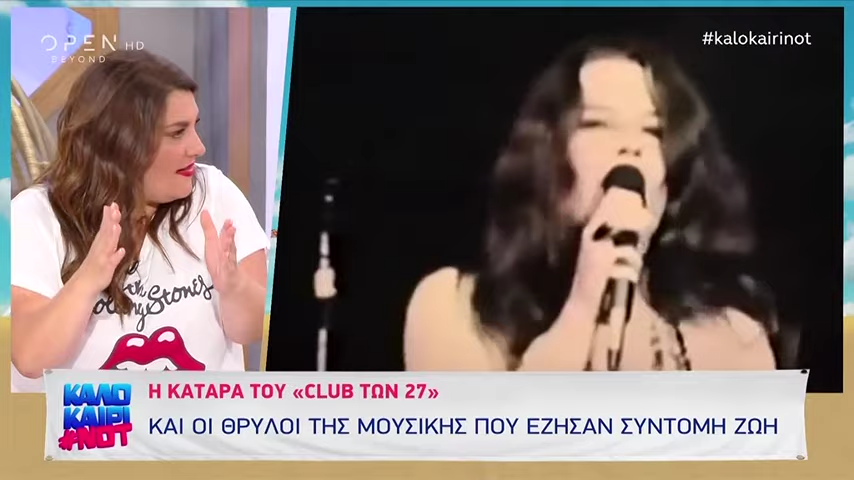 OPEN HD
BEYOND
#kalokairinot
Rolling Stones
ΚΑΛΟ
ΚΑΙΡΙ
#NOT
Η ΚΑΤΑΡΑ ΤΟΥ «CLUB ΤΩΝ 27»
ΚΑΙ ΟΙ ΘΡΥΛΟΙ ΤΗΣ ΜΟΥΣΙΚΗΣ ΠΟΥ ΕΖΗΣΑΝ ΣΥΝΤΟΜΗ ΖΩΗ